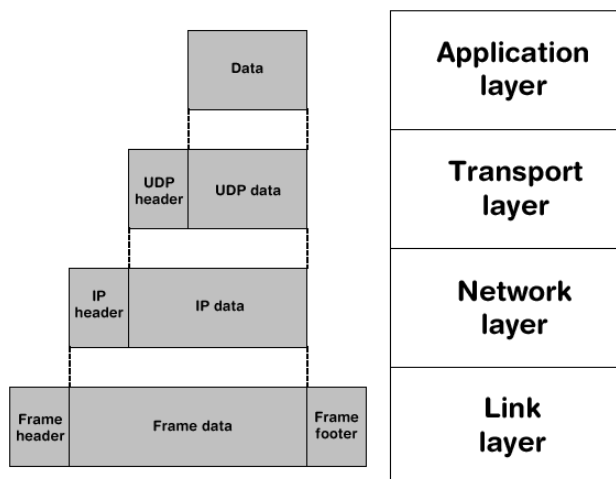 Data
Application
layer
UDP
header
UDP data
Transport
layer
IP
header
IP data
Network
layer
Frame
header
Frame data
Frame
footer
Link
layer